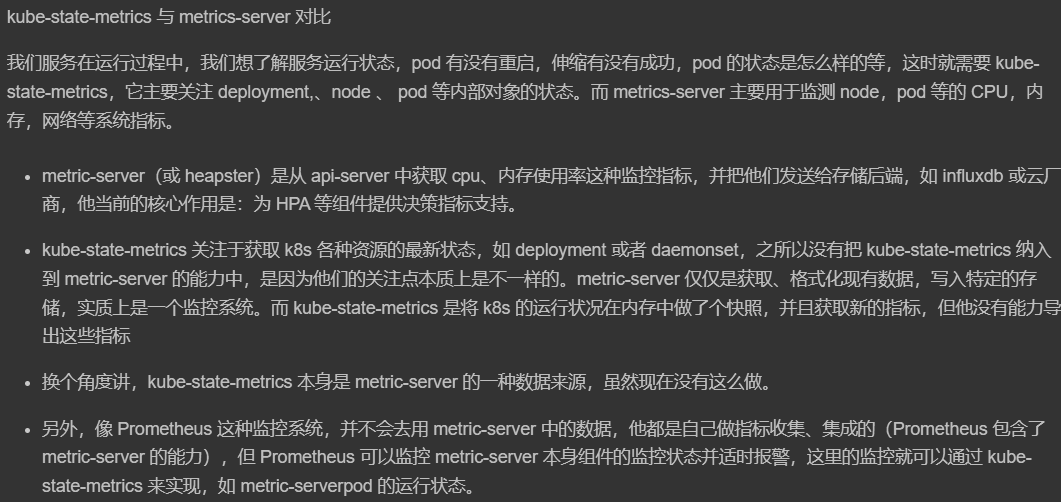 kube-state-metrics 与 metrics-server 对比
我们服务在运行过程中，我们想了解服务运行状态，pod 有没有重启，伸缩有没有成功，pod 的状态是怎么样的等，这时就需要 kube-
state-metrics，它主要关注 deployment,、node 、 pod 等内部对象的状态。而 metrics-server 主要用于监测 node，pod 等的 CPU，内
存，网络等系统指标。
• metric-server（或 heapster）是从 api-server 中获取 cpu、内存使用率这种监控指标，并把他们发送给存储后端，如 influxdb 或云厂
商，他当前的核心作用是：为 HPA 等组件提供决策指标支持。
• kube-state-metrics 关注于获取 k8s 各种资源的最新状态，如 deployment 或者 daemonset，之所以没有把 kube-state-metrics 纳入
到 metric-server 的能力中，是因为他们的关注点本质上是不一样的。metric-server 仅仅是获取、格式化现有数据，写入特定的存
储，实质上是一个监控系统。而 kube-state-metrics 是将 k8s 的运行状况在内存中做了个快照，并且获取新的指标，但他没有能力导
出这些指标
• 换个角度讲，kube-state-metrics 本身是 metric-server 的一种数据来源，虽然现在没有这么做。
• 另外，像 Prometheus 这种监控系统，并不会去用 metric-server 中的数据，他都是自己做指标收集、集成的（Prometheus 包含了
metric-server 的能力），但 Prometheus 可以监控 metric-server 本身组件的监控状态并适时报警，这里的监控就可以通过 kube-
state-metrics 来实现，如 metric-serverpod 的运行状态。